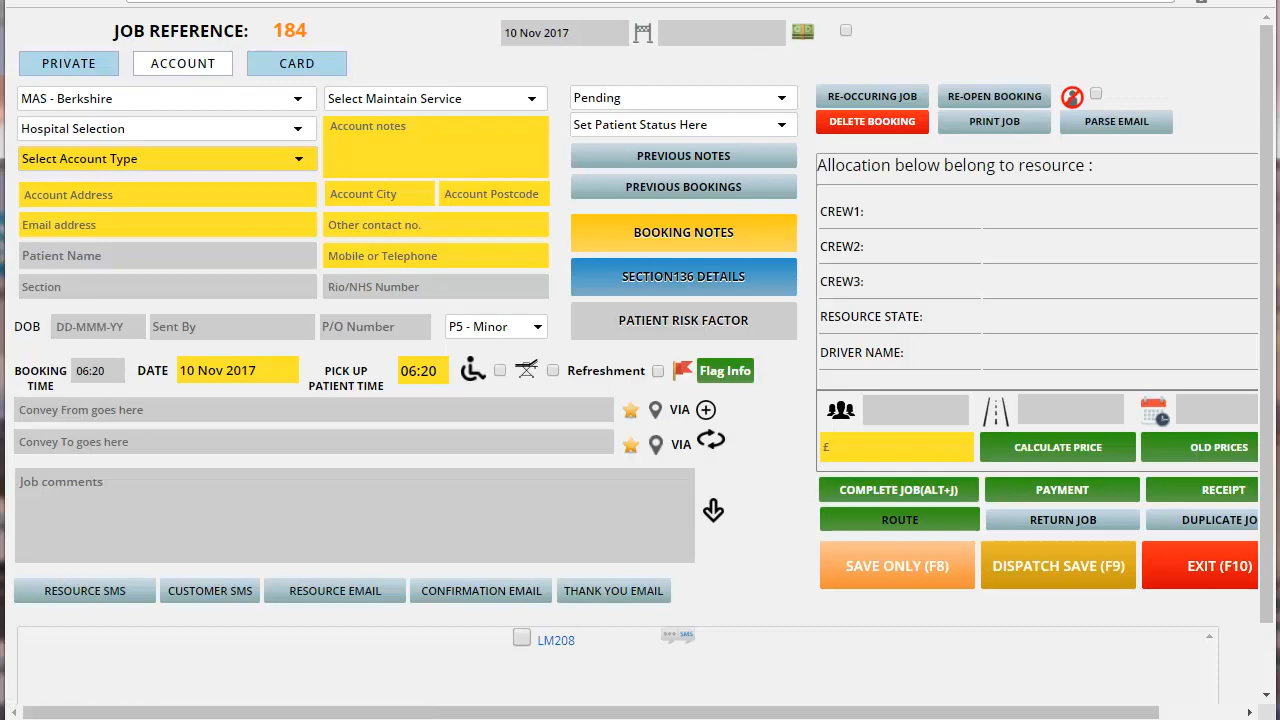 JOB REFERENCE: 184
10 Nov 2017
PRIVATE ACCOUNT CARD
MAS - Berkshire
Select Maintain Service
Pending
RE-OCCURING JOB
RE-OPEN BOOKING
Hospital Selection
Account notes
Set Patient Status Here
DELETE BOOKING
PRINT JOB
PARSE EMAIL
Select Account Type
PREVIOUS NOTES
Allocation below belong to resource :
Account Address
Account City
Account Postcode
PREVIOUS BOOKINGS
CREW1:
Email address
Other contact no.
BOOKING NOTES
CREW2:
Patient Name
Mobile or Telephone
SECTION136 DETAILS
CREW3:
Section
Rio/NHS Number
PATIENT RISK FACTOR
RESOURCE STATE:
DOB
DD-MMM-YY
Sent By
P/O Number
P5 - Minor
DRIVER NAME:
BOOKING TIME
06:20
DATE
10 Nov 2017
PICK UP PATIENT TIME
06:20
Refreshment
Flag Info
Convey From goes here
VIA
Convey To goes here
VIA
£
CALCULATE PRICE
OLD PRICES
Job comments
COMPLETE JOB(ALT+J)
PAYMENT
RECEIPT
ROUTE
RETURN JOB
DUPLICATE JO
SAVE ONLY (F8)
DISPATCH SAVE (F9)
EXIT (F10)
RESOURCE SMS
CUSTOMER SMS
RESOURCE EMAIL
CONFIRMATION EMAIL
THANK YOU EMAIL
LM208
SMS